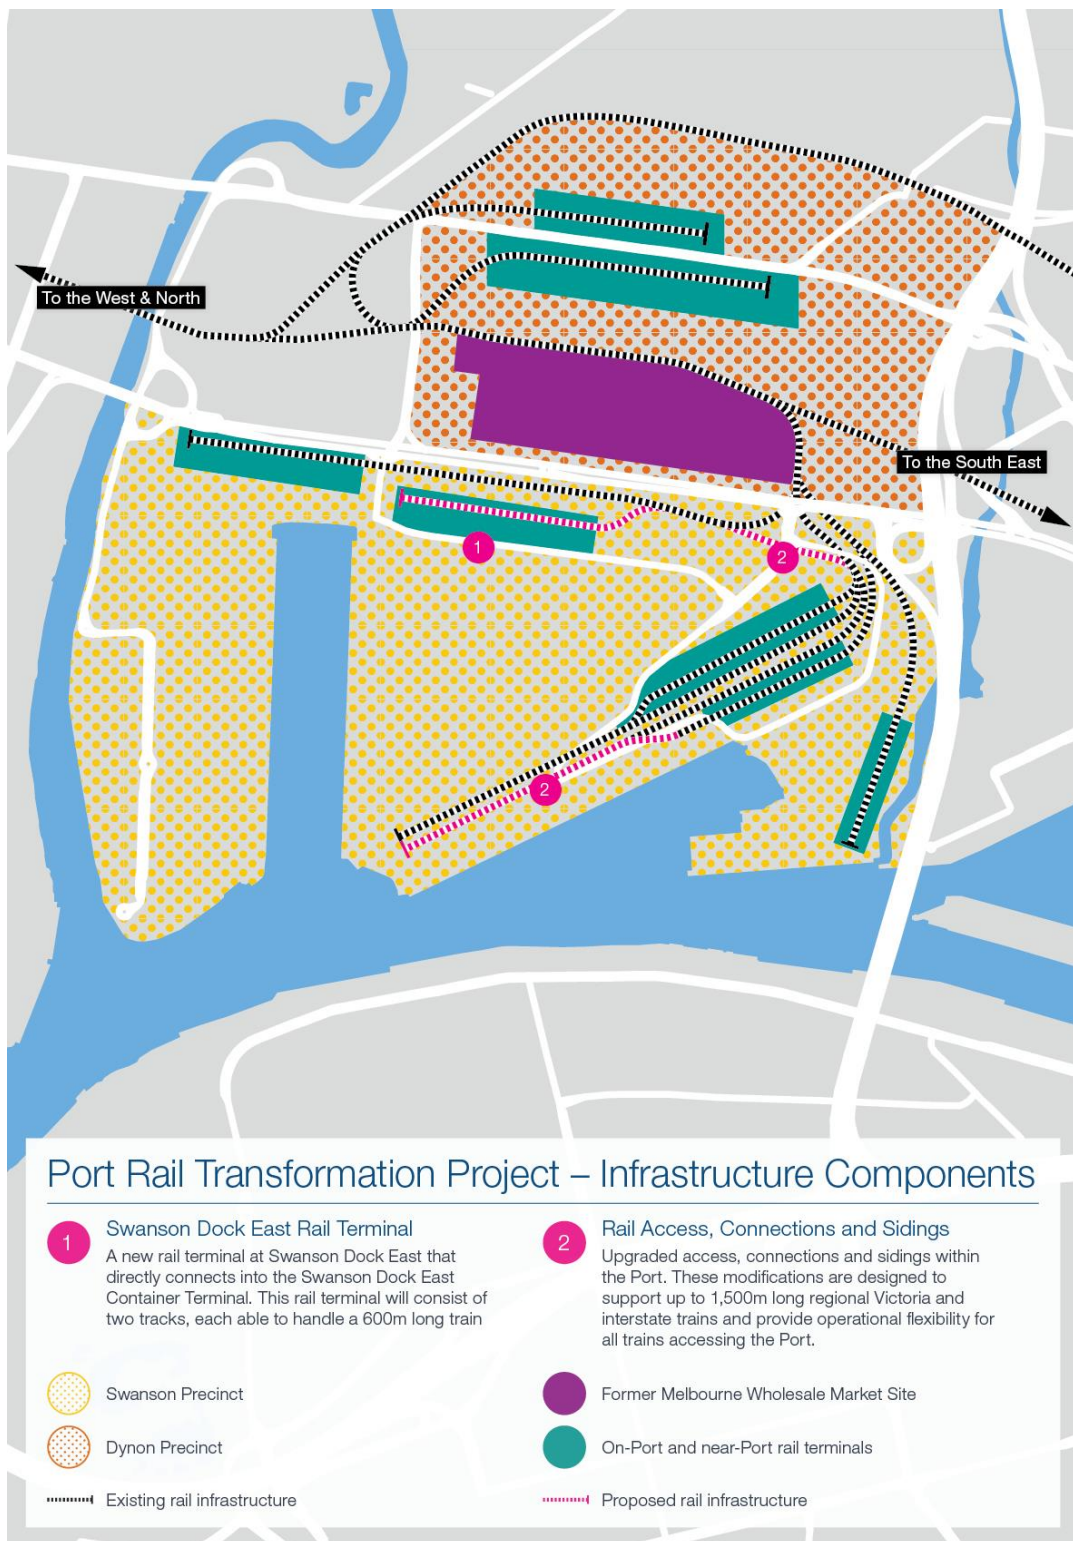 To the West & North
To the South East
1
2
2
Port Rail Transformation Project – Infrastructure Components
1
Swanson Dock East Rail Terminal
A new rail terminal at Swanson Dock East that
directly connects into the Swanson Dock East
Container Terminal. This rail terminal will consist of
two tracks, each able to handle a 600m long train
2
Rail Access, Connections and Sidings
Upgraded access, connections and sidings within
the Port. These modifications are designed to
support up to 1,500m long regional Victoria and
interstate trains and provide operational flexibility for
all trains accessing the Port.
Swanson Precinct
Former Melbourne Wholesale Market Site
Dynon Precinct
On-Port and near-Port rail terminals
Existing rail infrastructure
Proposed rail infrastructure